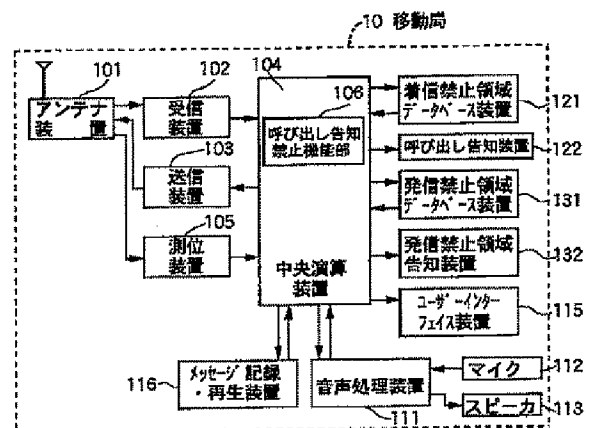 10 移動局
101
アンテナ
装置
102
受信
装置
103
送信
装置
105
測位
装置
104
106
呼び出し告知
禁止機能部
中央演算
装置
着信禁止領域
データベース装置
121
呼び出し告知装置
122
発信禁止領域
データベース装置
131
発信禁止領域
告知装置
132
ユーザーインター
フェイス装置
115
メッセージ記録
・再生装置
116
音声処理装置
111
マイク
112
スピーカ
113